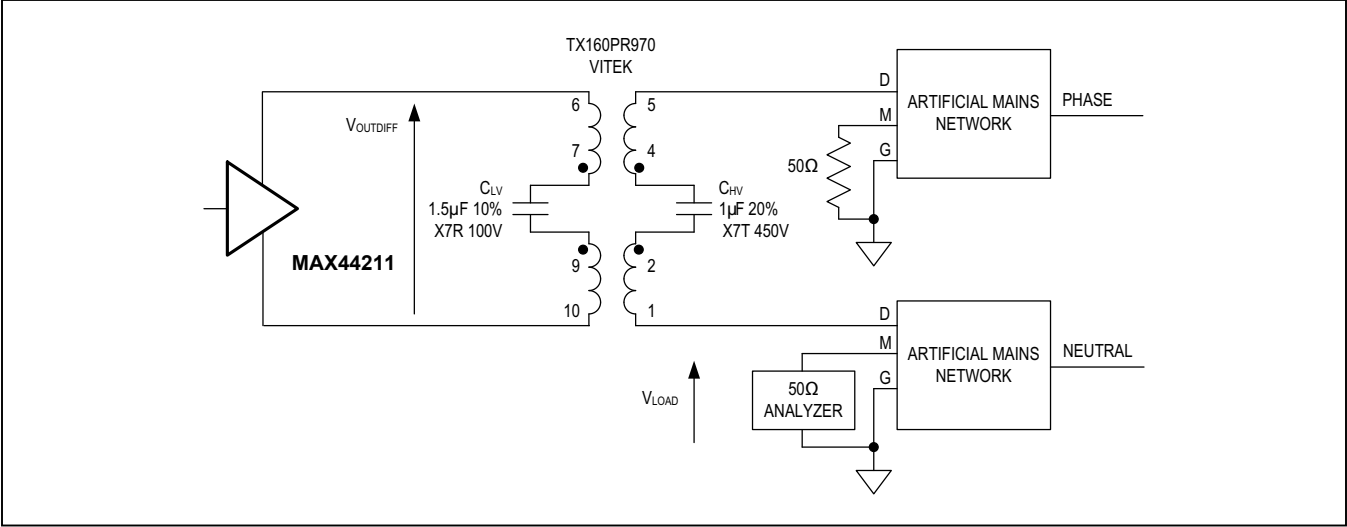 TX160PR970
VITEK
6
5
7
4
9
2
10
1
V_OUTDIFF
C_LV
1.5µF 10%
X7R 100V
C_HV
1µF 20%
X7T 450V
MAX44211
D
M
G
50Ω
ARTIFICIAL MAINS
NETWORK
PHASE
V_LOAD
D
M
G
50Ω
ANALYZER
ARTIFICIAL MAINS
NETWORK
NEUTRAL